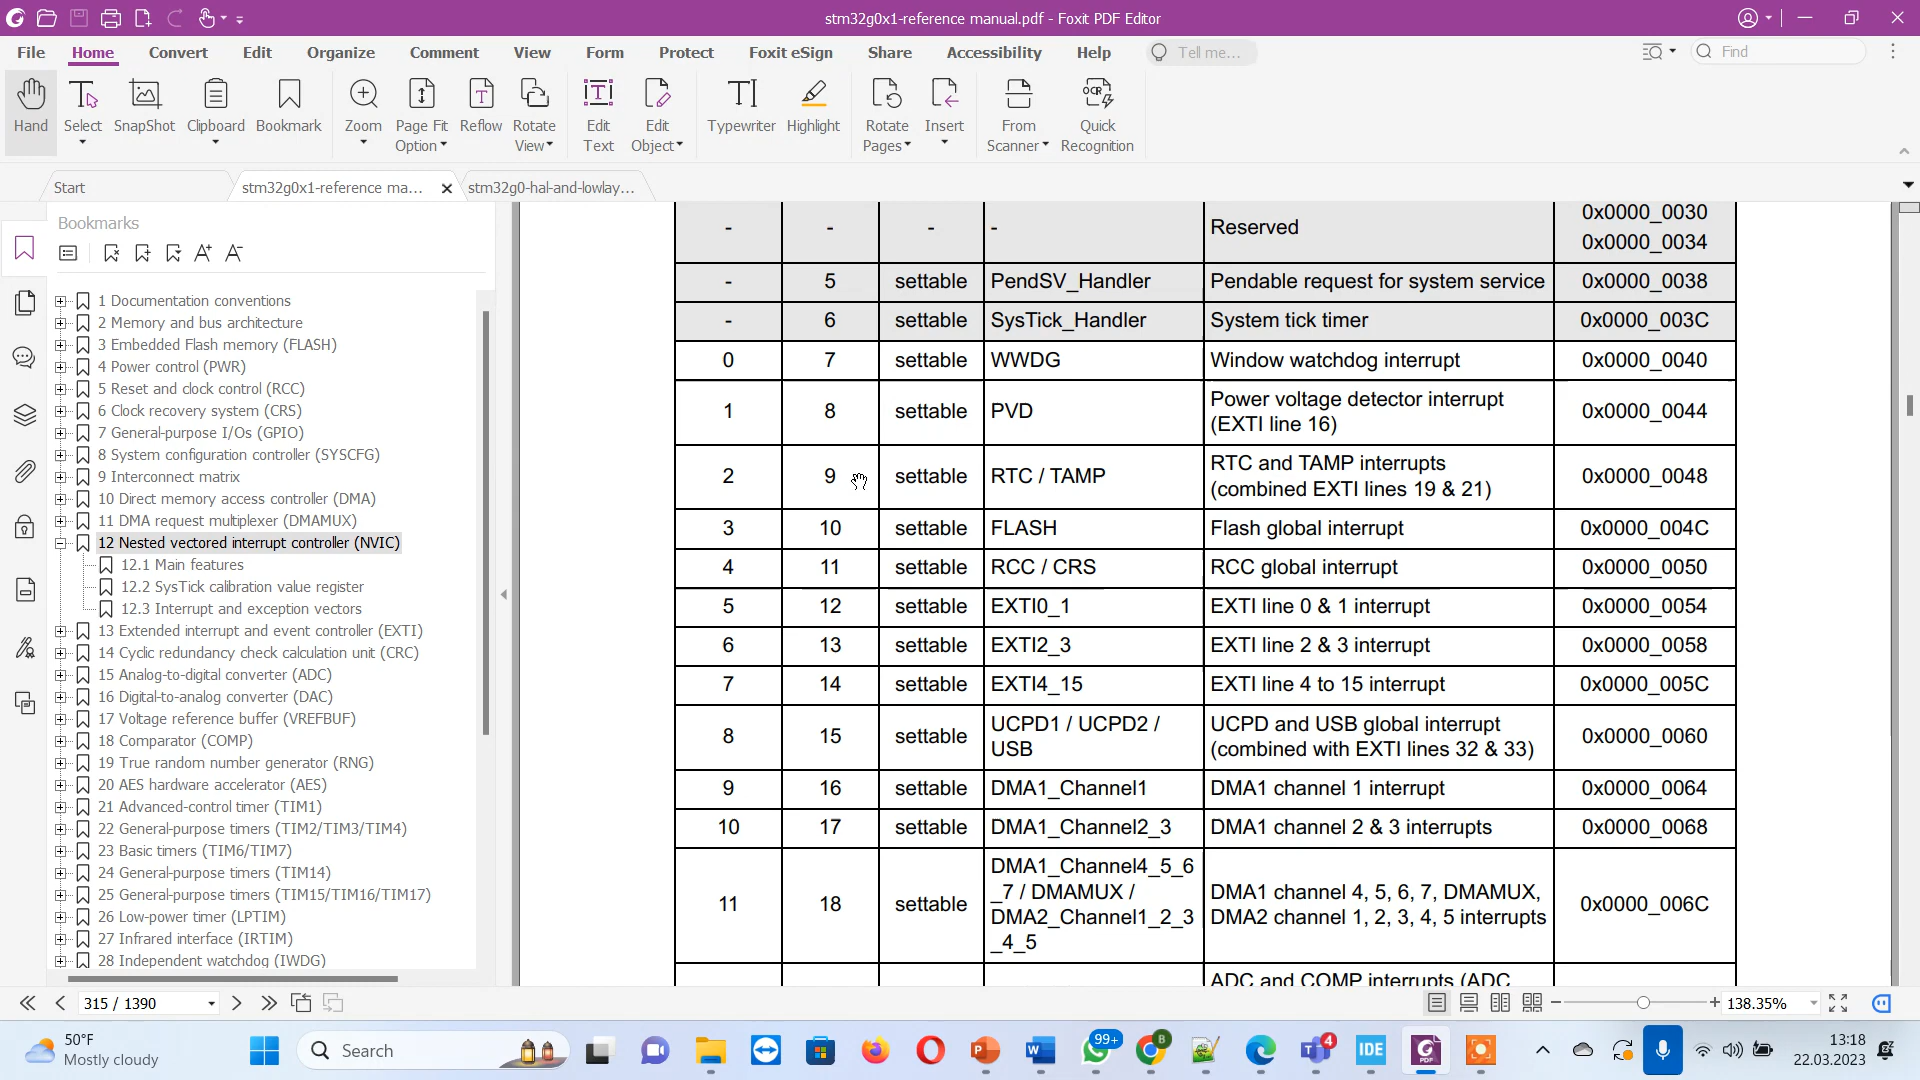 stm32g0x1-reference manual.pdf - Foxit PDF Editor
File Home Convert Edit Organize Comment View Form Protect Foxit eSign Share Accessibility Help Tell me... Find
Hand Select SnapShot Clipboard Bookmark Zoom Page Fit Option Reflow Rotate View Edit Text Edit Object Typewriter Highlight Rotate Pages Insert From Scanner Quick Recognition
Start stm32g0x1-reference ma... stm32g0-hal-and-lowlay...
Bookmarks
1 Documentation conventions
2 Memory and bus architecture
3 Embedded Flash memory (FLASH)
4 Power control (PWR)
5 Reset and clock control (RCC)
6 Clock recovery system (CRS)
7 General-purpose I/Os (GPIO)
8 System configuration controller (SYSCFG)
9 Interconnect matrix
10 Direct memory access controller (DMA)
11 DMA request multiplexer (DMAMUX)
12 Nested vectored interrupt controller (NVIC)
12.1 Main features
12.2 SysTick calibration value register
12.3 Interrupt and exception vectors
13 Extended interrupt and event controller (EXTI)
14 Cyclic redundancy check calculation unit (CRC)
15 Analog-to-digital converter (ADC)
16 Digital-to-analog converter (DAC)
17 Voltage reference buffer (VREFBUF)
18 Comparator (COMP)
19 True random number generator (RNG)
20 AES hardware accelerator (AES)
21 Advanced-control timer (TIM1)
22 General-purpose timers (TIM2/TIM3/TIM4)
23 Basic timers (TIM6/TIM7)
24 General-purpose timers (TIM14)
25 General-purpose timers (TIM15/TIM16/TIM17)
26 Low-power timer (LPTIM)
27 Infrared interface (IRTIM)
28 Independent watchdog (IWDG)
- - - - Reserved 0x0000_0030
0x0000_0034
- 5 settable PendSV_Handler Pendable request for system service 0x0000_0038
- 6 settable SysTick_Handler System tick timer 0x0000_003C
0 7 settable WWDG Window watchdog interrupt 0x0000_0040
1 8 settable PVD Power voltage detector interrupt
(EXTI line 16) 0x0000_0044
2 9 settable RTC / TAMP RTC and TAMP interrupts
(combined EXTI lines 19 & 21) 0x0000_0048
3 10 settable FLASH Flash global interrupt 0x0000_004C
4 11 settable RCC / CRS RCC global interrupt 0x0000_0050
5 12 settable EXTI0_1 EXTI line 0 & 1 interrupt 0x0000_0054
6 13 settable EXTI2_3 EXTI line 2 & 3 interrupt 0x0000_0058
7 14 settable EXTI4_15 EXTI line 4 to 15 interrupt 0x0000_005C
8 15 settable UCPD1 / UCPD2 /
USB UCPD and USB global interrupt
(combined with EXTI lines 32 & 33) 0x0000_0060
9 16 settable DMA1_Channel1 DMA1 channel 1 interrupt 0x0000_0064
10 17 settable DMA1_Channel2_3 DMA1 channel 2 & 3 interrupts 0x0000_0068
11 18 settable DMA1_Channel4_5_6
_7 / DMAMUX /
DMA2_Channel1_2_3
_4_5 DMA1 channel 4, 5, 6, 7, DMAMUX,
DMA2 channel 1, 2, 3, 4, 5 interrupts 0x0000_006C
ADC and COMP interrupts (ADC
315 / 1390 138.35%
50°F
Mostly cloudy
Search
99+
B
4
IDE
PDF
13:18
22.03.2023